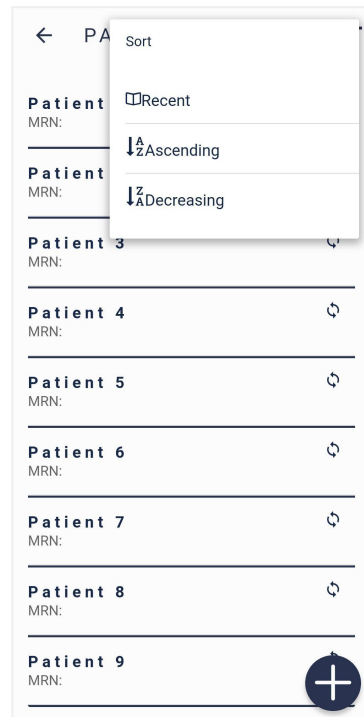 PA
Sort
Recent
Ascending
Decreasing
Patient
MRN:
Patient
MRN:
Patient 3
MRN:
Patient 4
MRN:
Patient 5
MRN:
Patient 6
MRN:
Patient 7
MRN:
Patient 8
MRN:
Patient 9
MRN: